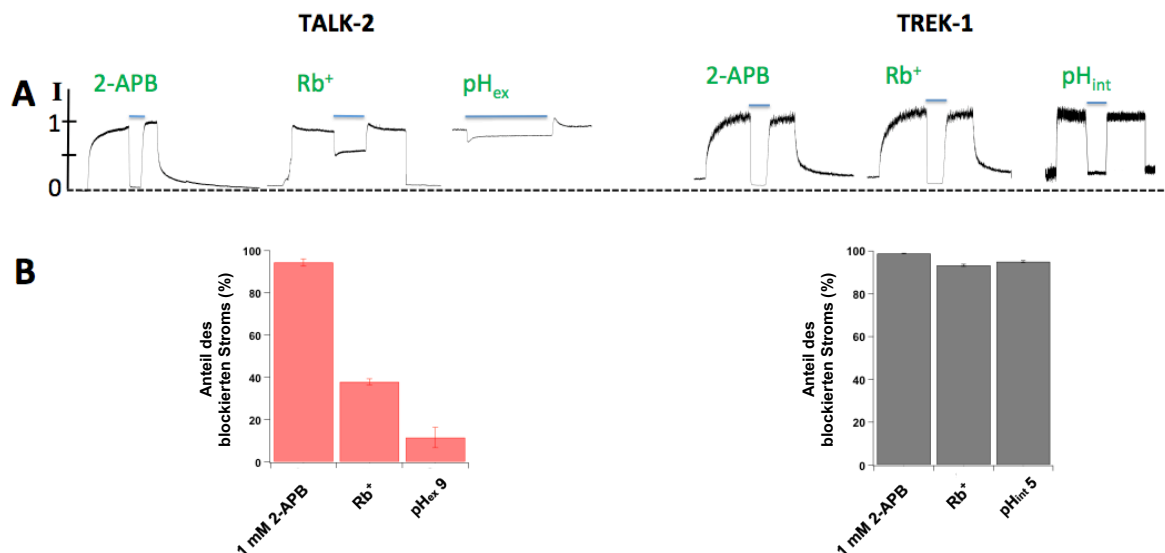 TALK-2
TREK-1
A
I
1
0
2-APB
Rb⁺
pHₑₓ
2-APB
Rb⁺
pHᵢₙₜ
B
Anteil des
blockierten Stroms (%)
100
80
60
40
20
0
1 mM 2-APB
Rb⁺
pHₑₓ 9
Anteil des
blockierten Stroms (%)
100
80
60
40
20
0
1 mM 2-APB
Rb⁺
pHᵢₙₜ 5